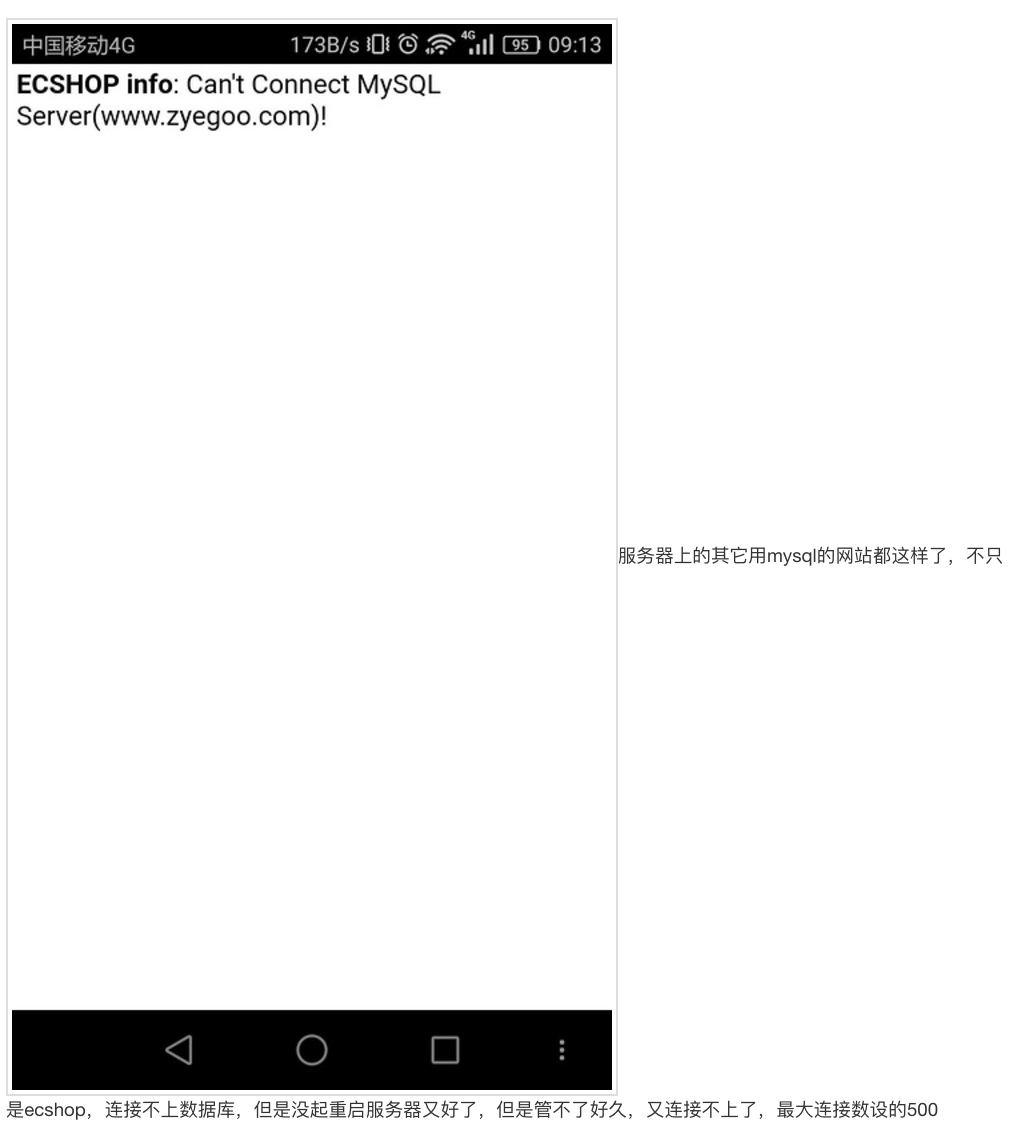 中国移动4G 173B/s 4G 95 09:13
ECSHOP info: Can't Connect MySQL
Server(www.zyegoo.com)!
服务器上的其它用mysql的网站都这样了，不只
是ecshop，连接不上数据库，但是没起重启服务器又好了，但是管不了好久，又连接不上了，最大连接数设的500